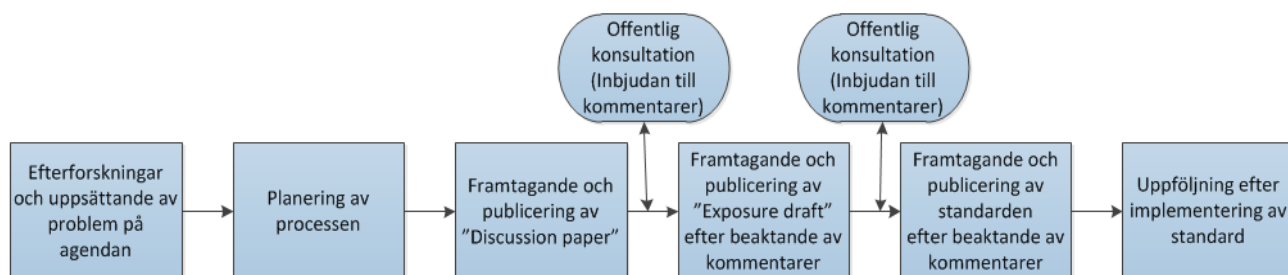 Offentlig
konsultation
(Inbjudan till
kommentarer)
Offentlig
konsultation
(Inbjudan till
kommentarer)
Efterforskningar
och uppsättande av
problem på
agendan
Planering av
processen
Framtagande och
publicering av
”Discussion paper”
Framtagande och
publicering av
”Exposure draft”
efter beaktande av
kommentarer
Framtagande och
publicering av
standarden
efter beaktande av
kommentarer
Uppföljning efter
implementering av
standard